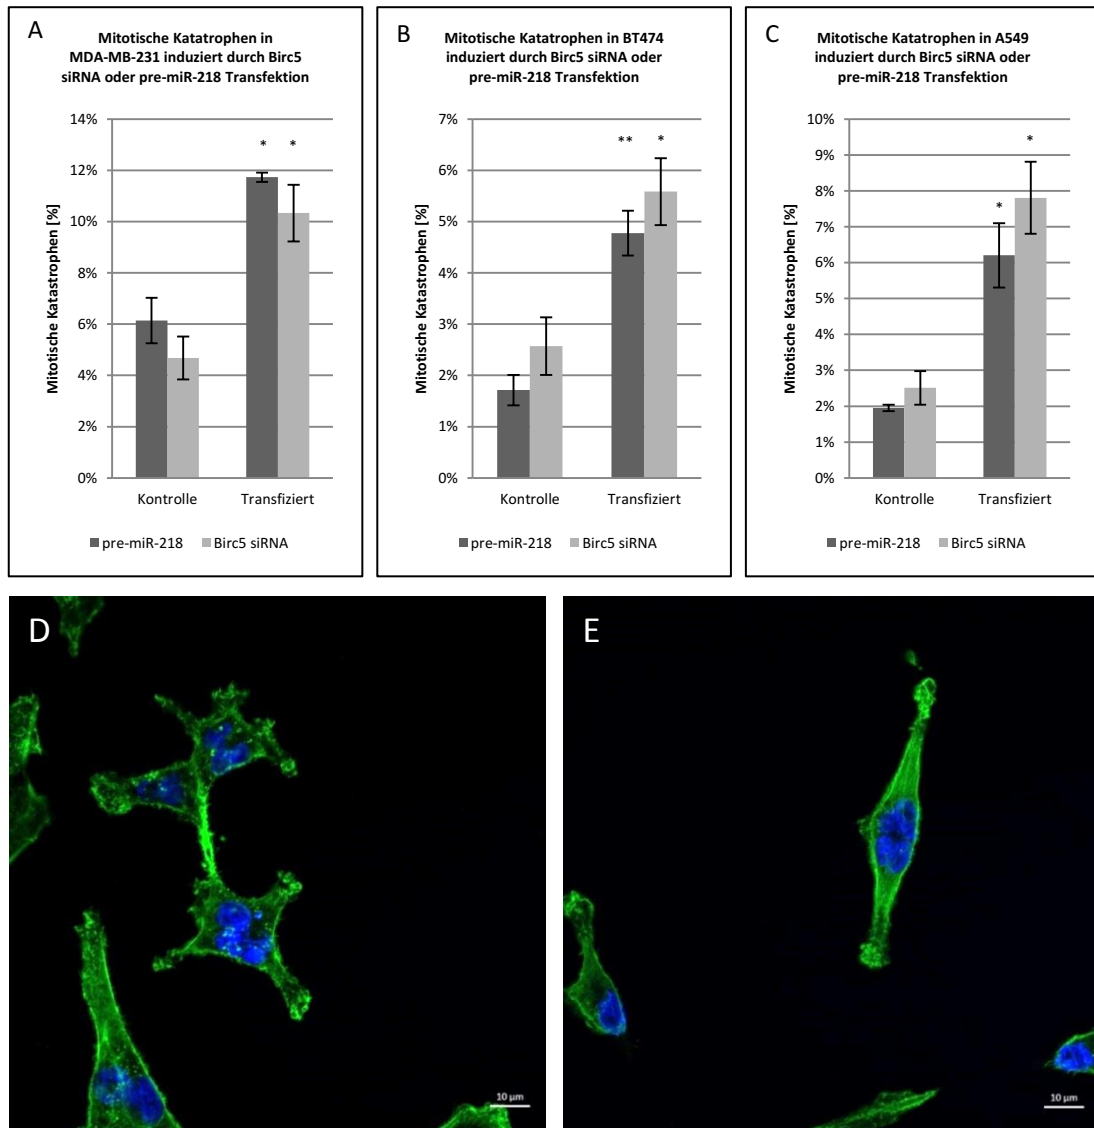 A
Mitotische Katatrophen in
MDA-MB-231 induziert durch Birc5
siRNA oder pre-miR-218 Transfektion
Mitotische Katastrophen [%]
14%
12%
10%
8%
6%
4%
2%
0%
* *
Kontrolle Transfiziert
pre-miR-218 Birc5 siRNA
B
Mitotische Katatrophen in BT474
induziert durch Birc5 siRNA oder
pre-miR-218 Transfektion
Mitotische Katastrophen [%]
7%
6%
5%
4%
3%
2%
1%
0%
** *
Kontrolle Transfiziert
pre-miR-218 Birc5 siRNA
C
Mitotische Katatrophen in A549
induziert durch Birc5 siRNA oder
pre-miR-218 Transfektion
Mitotische Katastrophen [%]
10%
9%
8%
7%
6%
5%
4%
3%
2%
1%
0%
* *
Kontrolle Transfiziert
pre-miR-218 Birc5 siRNA
D
10 µm
E
10 µm